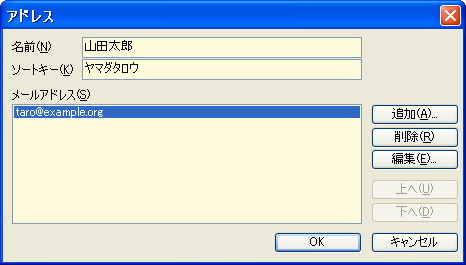 アドレス
名前(N) 山田太郎
ソートキー(K) ヤマダタロウ
メールアドレス(S)
taro@example.org
追加(A)...
削除(R)
編集(E)...
上へ(U)
下へ(D)
OK キャンセル